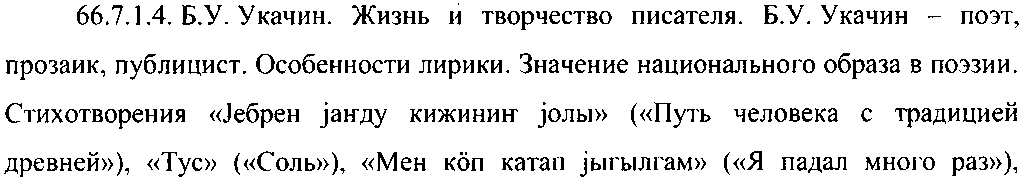 66.7.1.4. Б.У. Укачин. Жизнь и творчество писателя. Б.У. Укачин – поэт,
прозаик, публицист. Особенности лирики. Значение национального образа в поэзии.
Стихотворения «Јебрен јаҥду кижиниҥ јолы» («Путь человека с традицией
древней»), «Тус» («Соль»), «Мен кӧп катап јыгылгам» («Я падал много раз»),